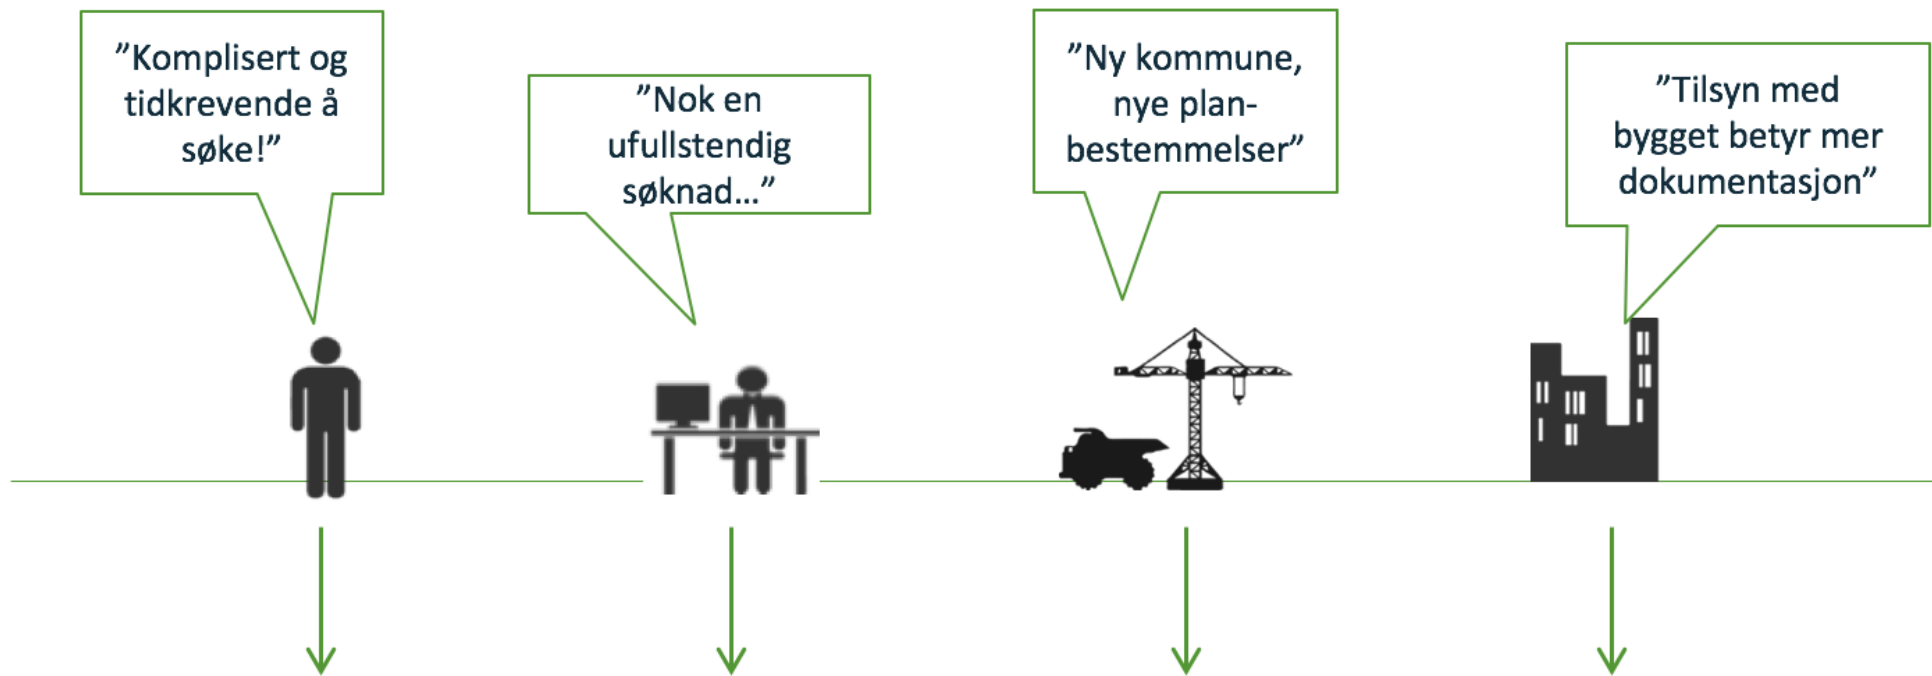 ”Komplisert og
tidkrevende å
søke!”
”Nok en
ufullstendig
søknad...”
”Ny kommune,
nye plan-
bestemmelser”
”Tilsyn med
bygget betyr mer
dokumentasjon”